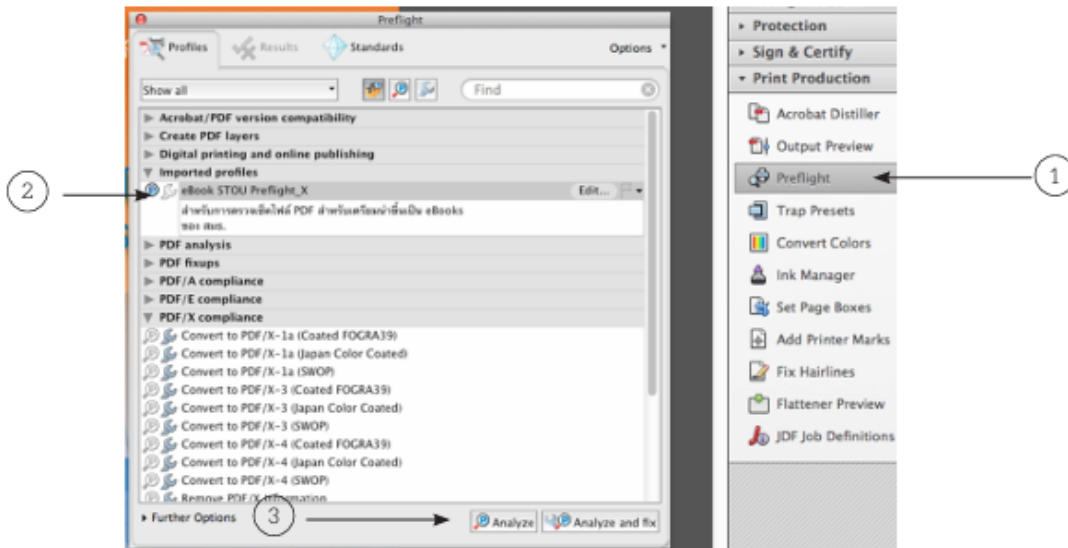 Preflight
Profiles
Results
Standards
Options
Show all
Find
Acrobat/PDF version compatibility
Create PDF layers
Digital printing and online publishing
Imported profiles
eBook STOU Preflight_X
Edit...
สำหรับการตรวจเช็คไฟล์ PDF สำหรับเตรียมนำขึ้นเป็น eBooks
ของ สมธ.
PDF analysis
PDF fixups
PDF/A compliance
PDF/E compliance
PDF/X compliance
Convert to PDF/X-1a (Coated FOGRA39)
Convert to PDF/X-1a (Japan Color Coated)
Convert to PDF/X-1a (SWOP)
Convert to PDF/X-3 (Coated FOGRA39)
Convert to PDF/X-3 (Japan Color Coated)
Convert to PDF/X-3 (SWOP)
Convert to PDF/X-4 (Coated FOGRA39)
Convert to PDF/X-4 (Japan Color Coated)
Convert to PDF/X-4 (SWOP)
Remove PDF/X information
Further Options
Analyze
Analyze and fix
2
3
Protection
Sign & Certify
Print Production
Acrobat Distiller
Output Preview
Preflight
Trap Presets
Convert Colors
Ink Manager
Set Page Boxes
Add Printer Marks
Fix Hairlines
Flattener Preview
JDF Job Definitions
1